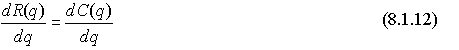 dR(q)/dq = dC(q)/dq (8.1.12)